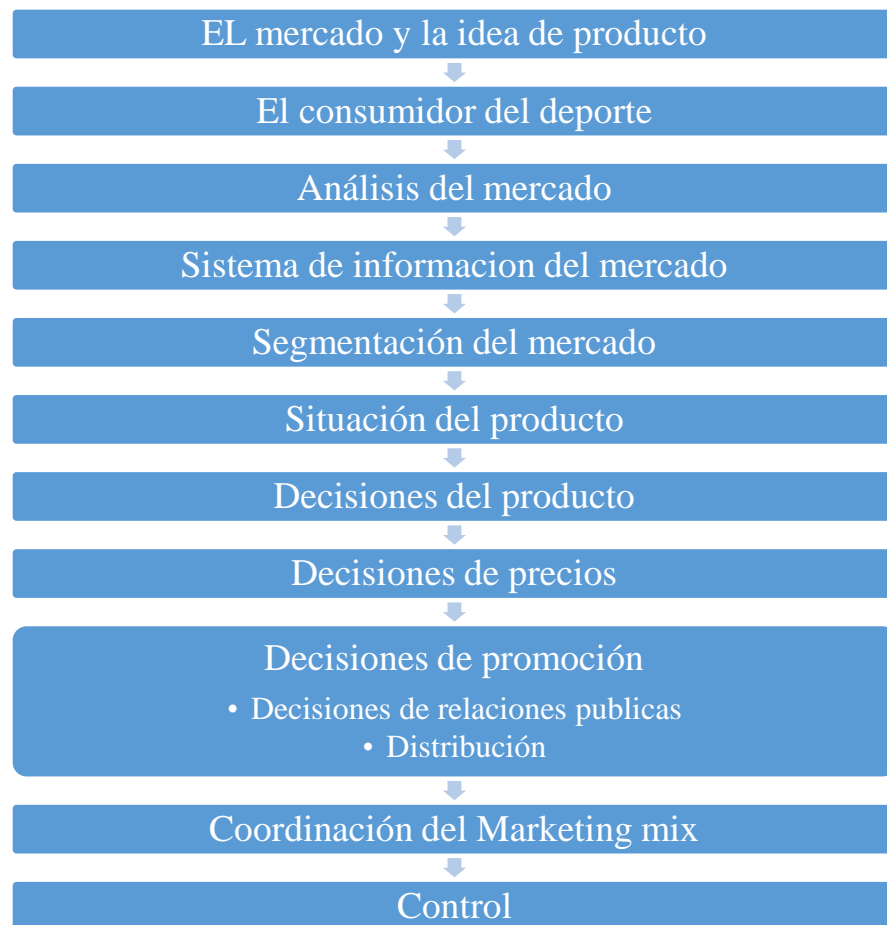 EL mercado y la idea de producto
El consumidor del deporte
Análisis del mercado
Sistema de informacion del mercado
Segmentación del mercado
Situación del producto
Decisiones del producto
Decisiones de precios
Decisiones de promoción
• Decisiones de relaciones publicas
• Distribución
Coordinación del Marketing mix
Control